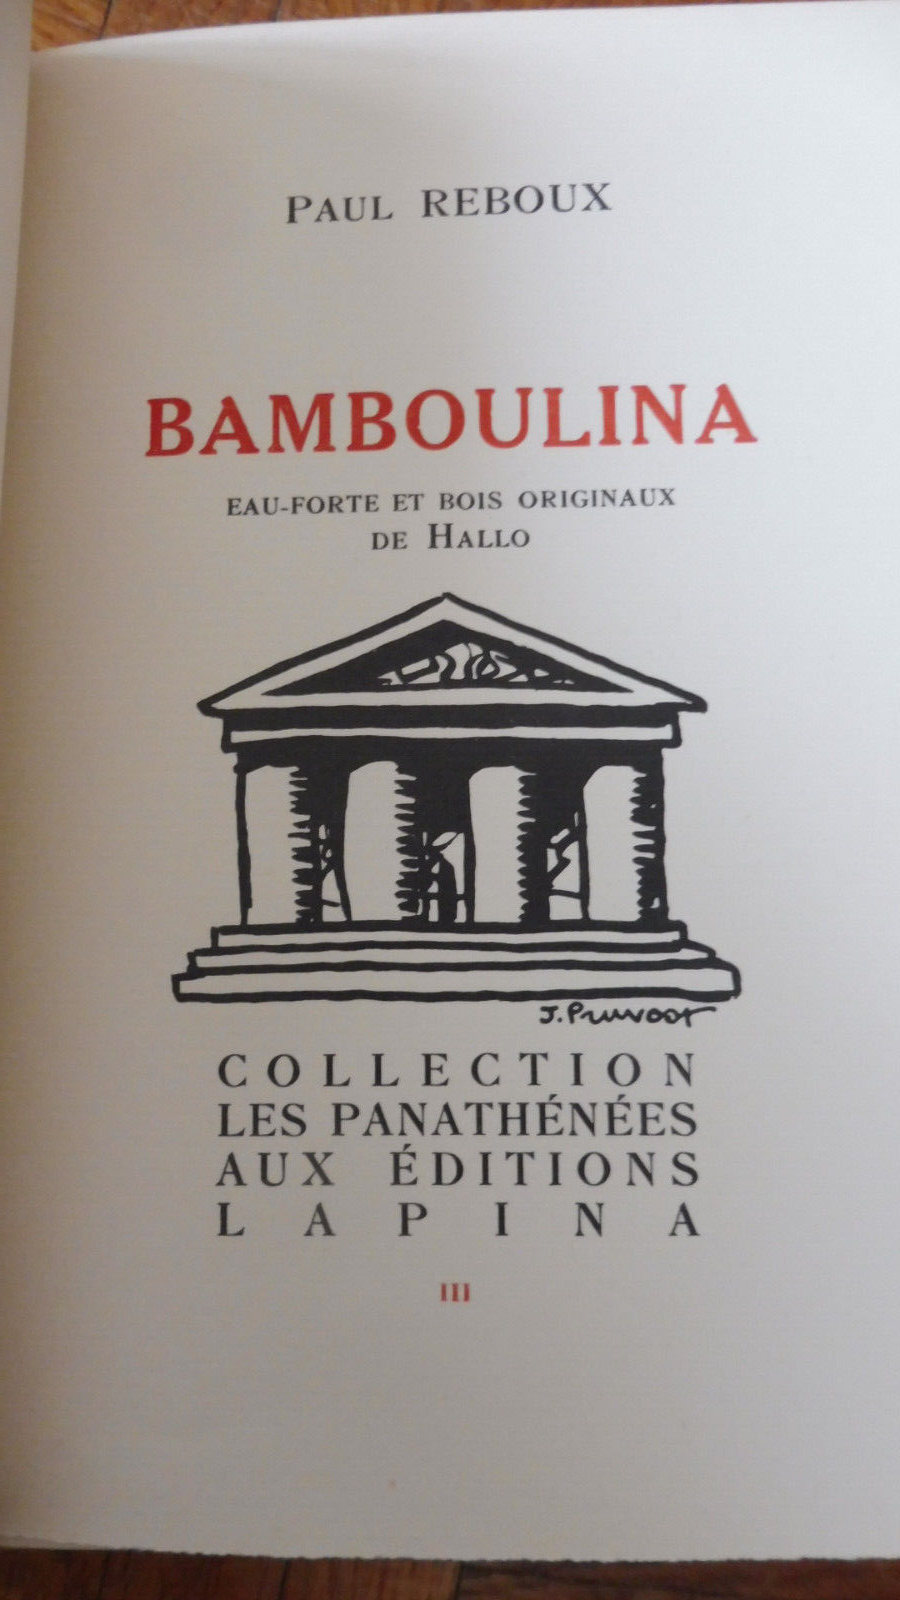 PAUL REBOUX
BAMBOULINA
EAU-FORTE ET BOIS ORIGINAUX
DE HALLO
J. Pruvost
COLLECTION
LES PANATHÉNÉES
AUX ÉDITIONS
LAPINA
III